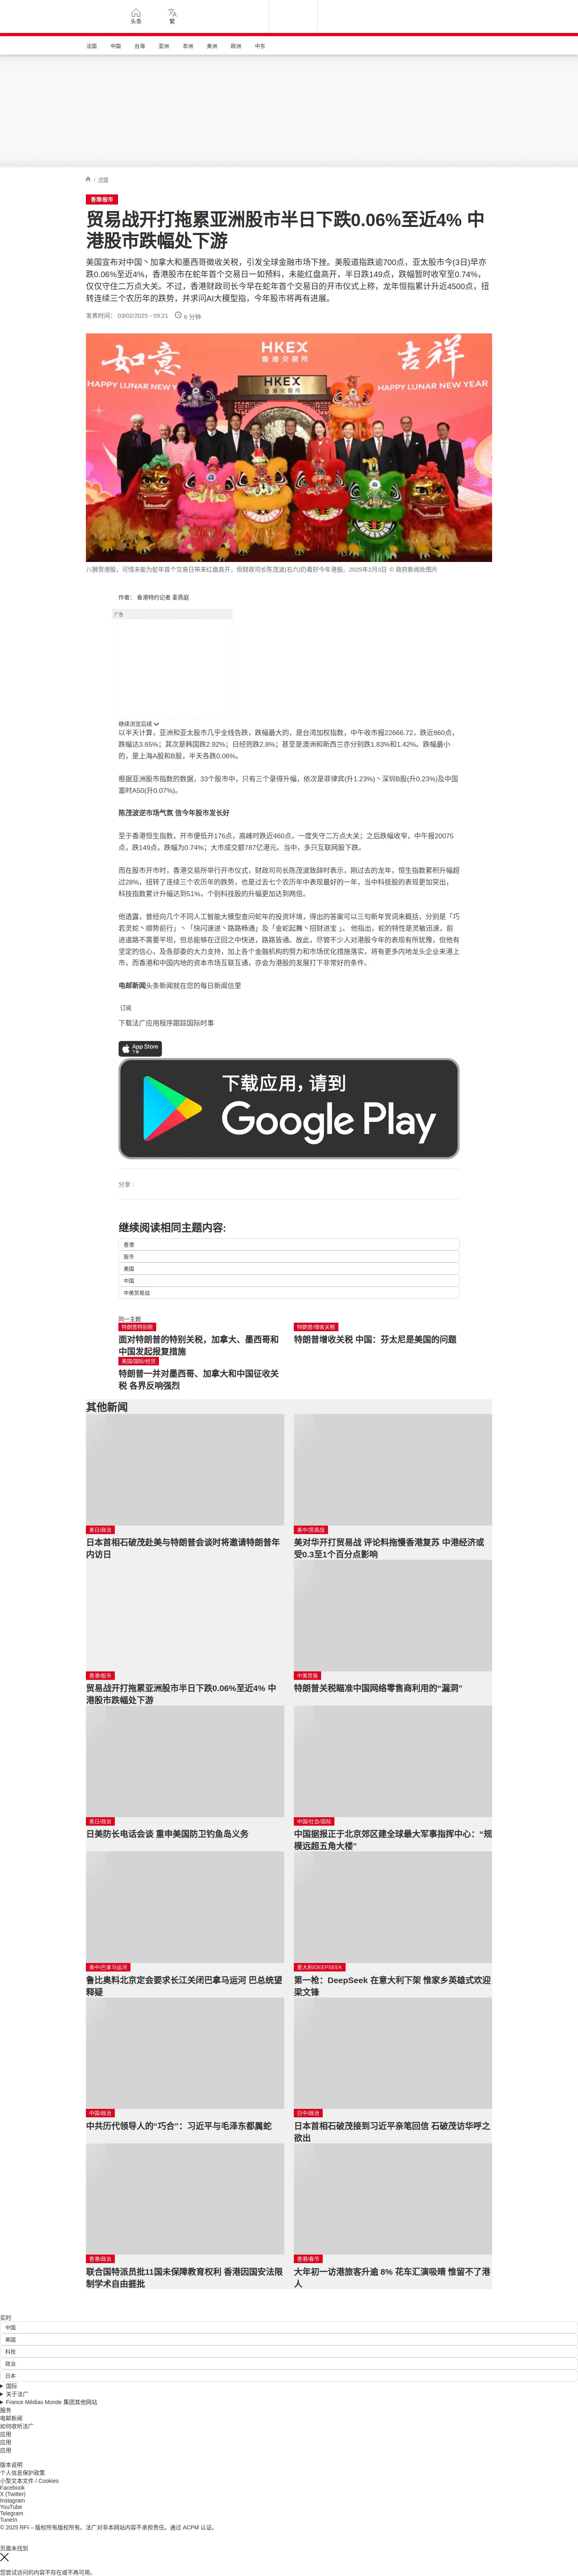 头条
繁
法国
中国
台海
亚洲
非洲
美洲
欧洲
中东
/ 中国
香港/股市
贸易战开打拖累亚洲股市半日下跌0.06%至近4% 中
港股市跌幅处下游
美国宣布对中国丶加拿大和墨西哥徵收关税，引发全球金融市场下挫。美股道指跌逾700点，亚太股市今(3)日早亦
跌0.06%至近4%，香港股市在蛇年首个交易日一如预料，未能红盘高开，半日跌149点，跌幅暂时收窄至0.74%，
仅仅守住二万点大关。不过，香港财政司长今早在蛇年首个交易日的开市仪式上称，龙年恒指累计升近4500点，扭
转连续三个农历年的跌势，并求问AI大模型指，今年股市将再有进展。
发表时间： 03/02/2025 - 09:21
6 分钟
如意
吉祥
HKEX
香港交易所
HAPPY LUNAR NEW YEAR
HAPPY LUNAR NEW YEAR
HKEX
香港交易所
八狮贺港股，可惜未能为蛇年首个交易日带来红盘高开，但财政司长陈茂波(右六)仍看好今年港股。2025年2月3日 © 政府新闻处图片
作者： 香港特约记者 麦燕庭
广告
继续浏览后续
以半天计算，亚洲和亚太股市几乎全线告跌，跌幅最大的，是台湾加权指数，中午收市报22666.72，跌近860点，
跌幅达3.65%；其次是韩国跌2.92%；日经则跌2.8%；甚至是澳洲和新西兰亦分别跌1.83%和1.42%。跌幅最小
的，是上海A股和B股，半天各跌0.06%。
根据亚洲股市指数的数据，33个股市中，只有三个录得升幅，依次是菲律宾(升1.23%)丶深圳B股(升0.23%)及中国
富时A50(升0.07%)。
陈茂波逆市场气氛 信今年股市发长好
至于香港恒生指数，开市便低开176点，高峰时跌近460点，一度失守二万点大关；之后跌幅收窄，中午报20075
点，跌149点，跌幅为0.74%；大市成交额787亿港元。当中，多只互联网股下跌。
而在股市开市时，香港交易所举行开市仪式，财政司司长陈茂波致辞时表示，刚过去的龙年，恒生指数累积升幅超
过28%，扭转了连续三个农历年的跌势，也是过去七个农历年中表现最好的一年，当中科技股的表现更加突出，
科技指数累计升幅达到51%，个别科技股的升幅更加达到两倍。
他透露，曾经向几个不同人工智能大模型查问蛇年的投资环境，得出的答案可以三句新年贺词来概括，分别是「巧
若灵蛇丶顺势前行」丶「快闪速进丶路路畅通」及「金蛇起舞丶招财进宝 」。 他指出，蛇的特性是灵敏迅速，前
进道路不需要平坦，但总能够在迂回之中快进，路路皆通。故此，尽管不少人对港股今年的表现有所犹豫，但他有
坚定的信心，及各部委的大力支持，加上各个金融机构的努力和市场优化措施落实，将有更多内地龙头企业来港上
市，而香港和中国内地的资本市场互联互通，亦会为港股的发展打下非常好的条件。
电邮新闻头条新闻就在您的每日新闻信里
订阅
下载法广应用程序跟踪国际时事
App Store
下载
下载应用，请到
Google Play
分享 :
继续阅读相同主题内容:
香港
股市
美国
中国
中美贸易战
同一主题
特朗普特别税
面对特朗普的特别关税，加拿大、墨西哥和
中国发起报复措施
特朗普/增收关税
特朗普增收关税 中国：芬太尼是美国的问题
美国/国际/经贸
特朗普一并对墨西哥、加拿大和中国征收关
税 各界反响强烈
其他新闻
美日/政治
日本首相石破茂赴美与特朗普会谈时将邀请特朗普年
内访日
美中/贸易战
美对华开打贸易战 评论料拖慢香港复苏 中港经济或
受0.3至1个百分点影响
香港/股市
贸易战开打拖累亚洲股市半日下跌0.06%至近4% 中
港股市跌幅处下游
中美贸易
特朗普关税瞄准中国网络零售商利用的“漏洞”
美日/政治
日美防长电话会谈 重申美国防卫钓鱼岛义务
中国/社会/国际
中国据报正于北京郊区建全球最大军事指挥中心：“规
模远超五角大楼”
美中/巴拿马运河
鲁比奥料北京定会要求长江关闭巴拿马运河 巴总统望
释疑
意大利/DEEPSEEK
第一枪：DeepSeek 在意大利下架 惟家乡英雄式欢迎
梁文锋
中国/政治
中共历代领导人的“巧合”：习近平与毛泽东都属蛇
日中/政治
日本首相石破茂接到习近平亲笔回信 石破茂访华呼之
欲出
香港/政治
联合国特派员批11国未保障教育权利 香港因国安法限
制学术自由捱批
香港/春节
大年初一访港旅客升逾 8% 花车汇演吸晴 惟留不了港
人
实时
中国
美国
科技
政治
日本
国际
关于法广
France Médias Monde 集团其他网站
服务
电邮新闻
如何收听法广
应用
应用
应用
版本说明
个人信息保护政策
小型文本文件 / Cookies
Facebook
X (Twitter)
Instagram
YouTube
Telegram
TuneIn
© 2025 RFI – 版权所有版权所有。法广对非本网站内容不承担责任。通过 ACPM 认证。
页面未找到
您尝试访问的内容不存在或不再可用。